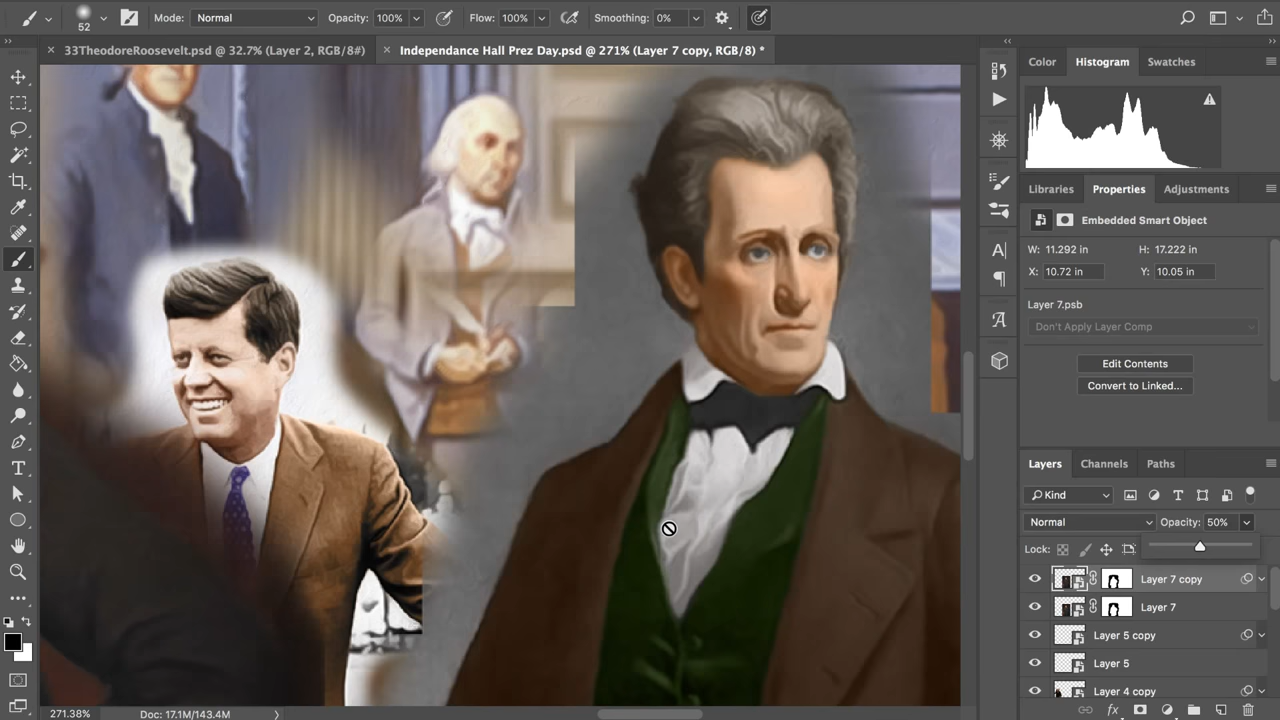 52
Mode: Normal
Opacity: 100%
Flow: 100%
Smoothing: 0%
33TheodoreRoosevelt.psd @ 32.7% (Layer 2, RGB/8#)
Independance Hall Prez Day.psd @ 271% (Layer 7 copy, RGB/8) *
Color Histogram Swatches
Libraries Properties Adjustments
Embedded Smart Object
W: 11.292 in H: 17.222 in
X: 10.72 in Y: 10.05 in
Layer 7.psb
Don't Apply Layer Comp
Edit Contents
Convert to Linked...
Layers Channels Paths
Kind
Normal Opacity: 50%
Lock:
Layer 7 copy
Layer 7
Layer 5 copy
Layer 5
Layer 4 copy
fx
271.38% Doc: 17.1M/143.4M